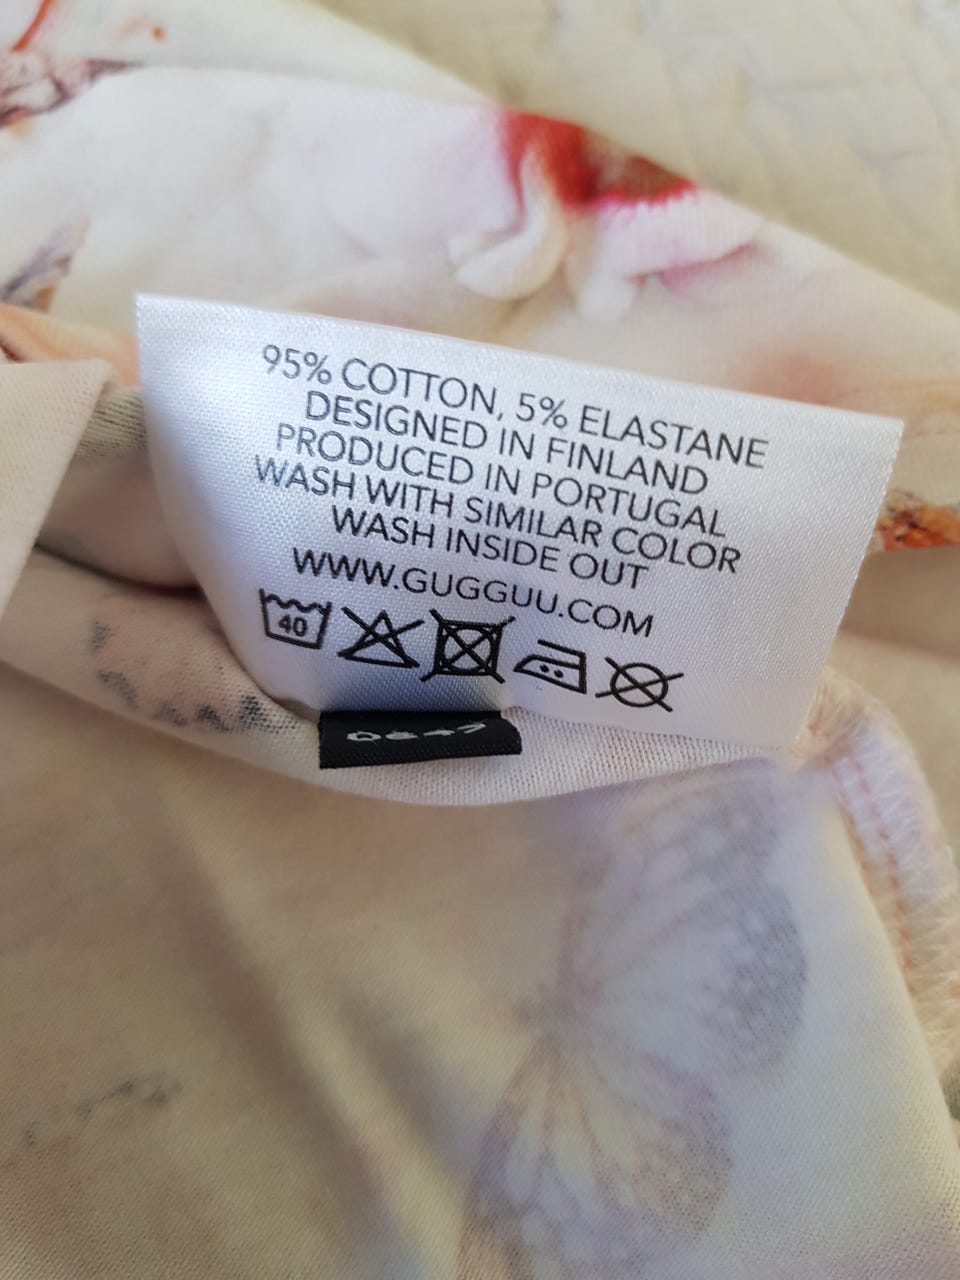 95% COTTON, 5% ELASTANE
DESIGNED IN FINLAND
PRODUCED IN PORTUGAL
WASH WITH SIMILAR COLOR
WASH INSIDE OUT
WWW.GUGGUU.COM
40